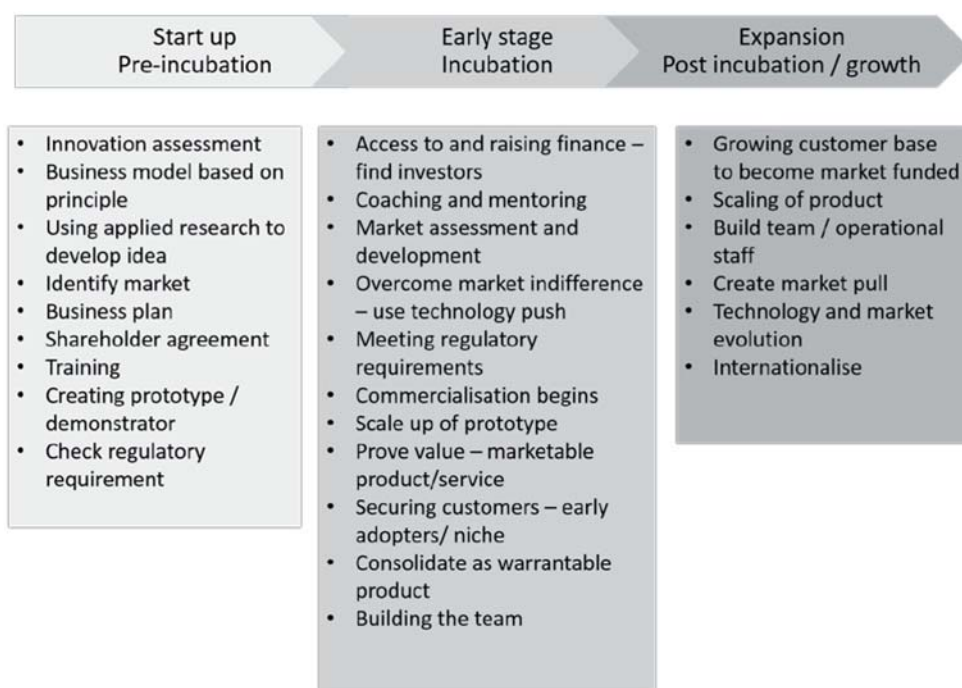 Start up
Pre-incubation
Early stage
Incubation
Expansion
Post incubation / growth
• Innovation assessment
• Business model based on
principle
• Using applied research to
develop idea
• Identify market
• Business plan
• Shareholder agreement
• Training
• Creating prototype /
demonstrator
• Check regulatory
requirement
• Access to and raising finance –
find investors
• Coaching and mentoring
• Market assessment and
development
• Overcome market indifference
– use technology push
• Meeting regulatory
requirements
• Commercialisation begins
• Scale up of prototype
• Prove value – marketable
product/service
• Securing customers – early
adopters/ niche
• Consolidate as warrantable
product
• Building the team
• Growing customer base
to become market funded
• Scaling of product
• Build team / operational
staff
• Create market pull
• Technology and market
evolution
• Internationalise